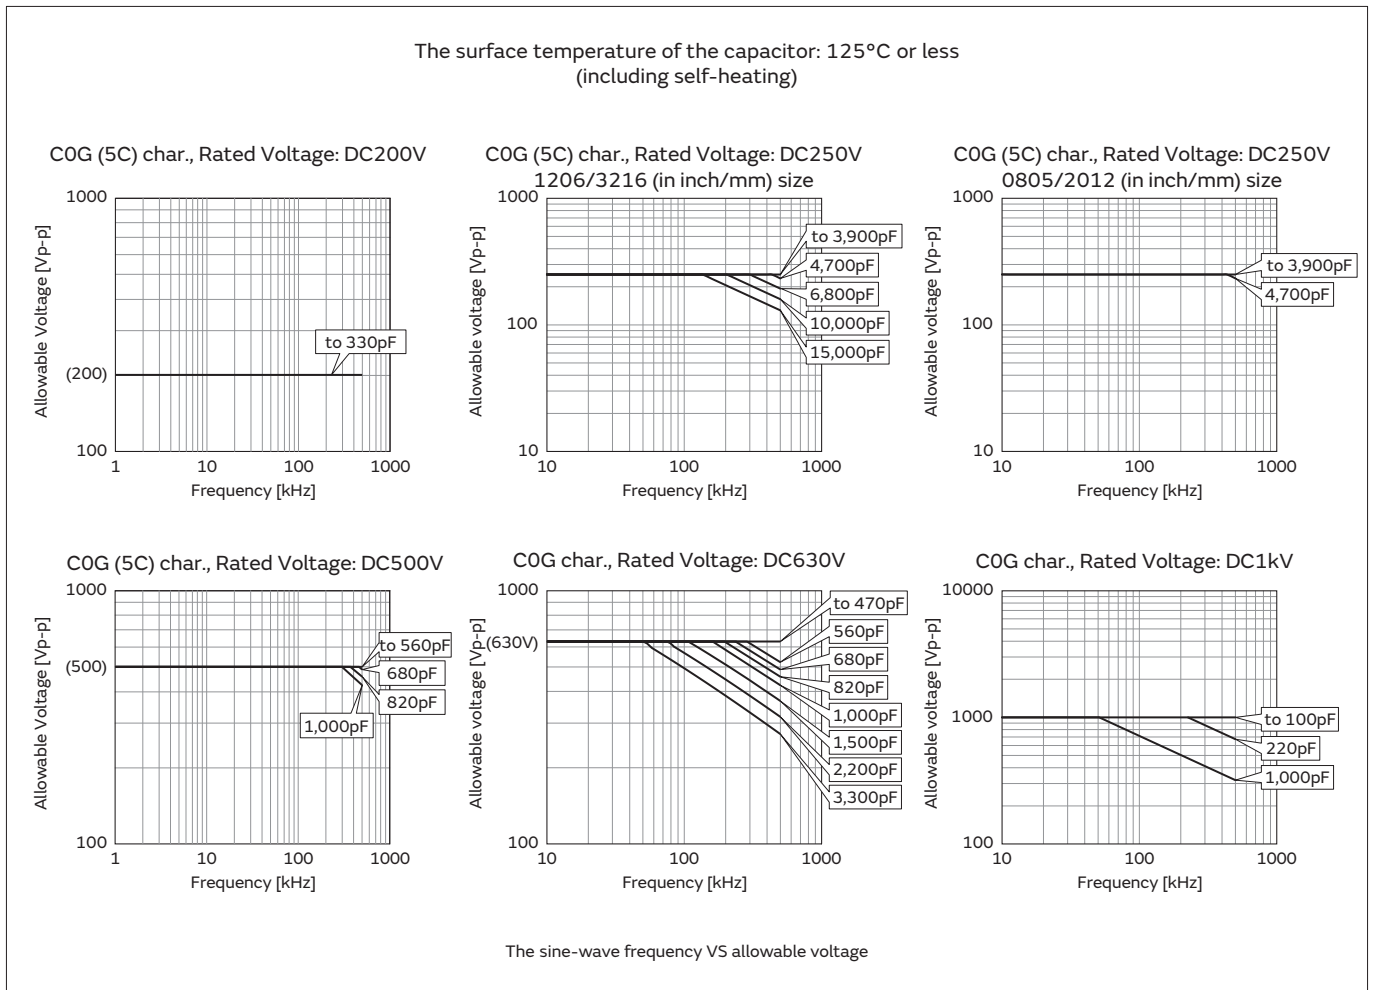 The surface temperature of the capacitor: 125°C or less
(including self-heating)
C0G (5C) char., Rated Voltage: DC200V
1000
(200)
100
1
10
100
1000
Allowable Voltage [Vp-p]
Frequency [kHz]
to 330pF
C0G (5C) char., Rated Voltage: DC250V
1206/3216 (in inch/mm) size
1000
100
10
10
100
1000
Allowable voltage [Vp-p]
Frequency [kHz]
to 3,900pF
4,700pF
6,800pF
10,000pF
15,000pF
C0G (5C) char., Rated Voltage: DC250V
0805/2012 (in inch/mm) size
1000
100
10
10
100
1000
Allowable voltage [Vp-p]
Frequency [kHz]
to 3,900pF
4,700pF
C0G (5C) char., Rated Voltage: DC500V
1000
(500)
100
1
10
100
1000
Allowable Voltage [Vp-p]
Frequency [kHz]
to 560pF
680pF
820pF
1,000pF
C0G char., Rated Voltage: DC630V
1000
(630V)
100
10
100
1000
Allowable voltage [Vp-p]
Frequency [kHz]
to 470pF
560pF
680pF
820pF
1,000pF
1,500pF
2,200pF
3,300pF
C0G char., Rated Voltage: DC1kV
10000
1000
100
10
100
1000
Allowable voltage [Vp-p]
Frequency [kHz]
to 100pF
220pF
1,000pF
The sine-wave frequency VS allowable voltage